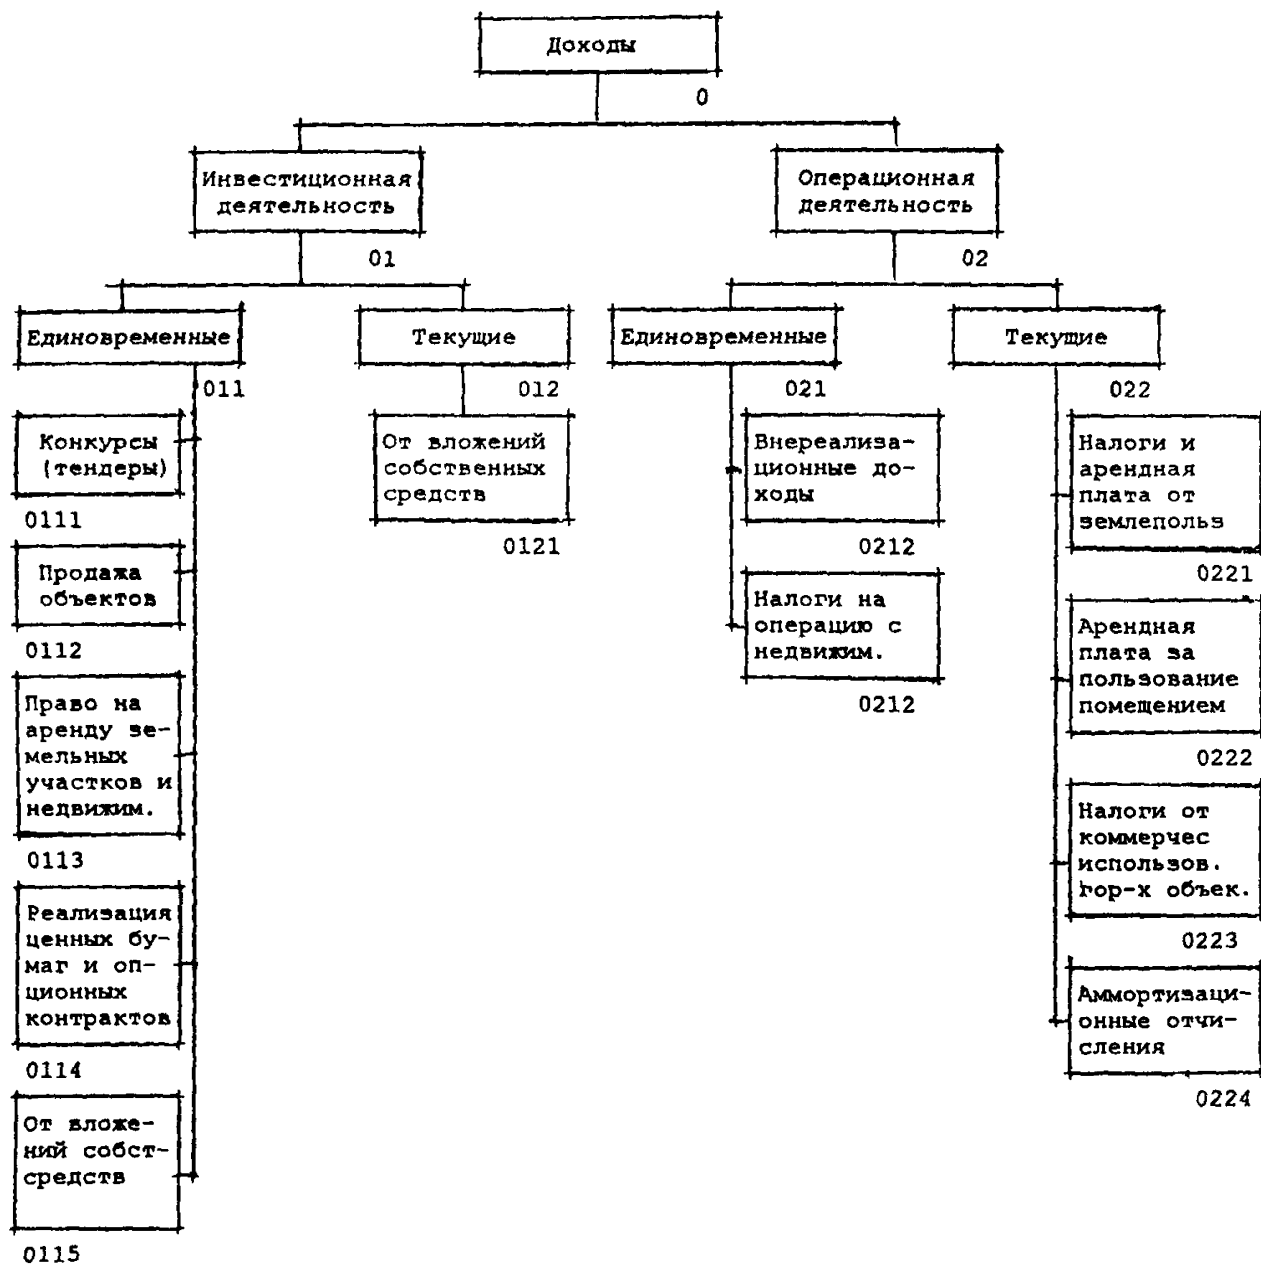 Доходы
0
Инвестиционная
деятельность
01
Операционная
деятельность
02
Единовременные
011
Текущие
012
Единовременные
021
Текущие
022
Конкурсы
(тендеры)
0111
Продажа
объектов
0112
Право на
аренду зе-
мельных
участков и
недвижим.
0113
Реализация
ценных бу-
маг и оп-
ционных
контрактов
0114
От вложе-
ний собст-
средств
0115
От вложений
собственных
средств
0121
Внереализа-
ционные до-
ходы
0212
Налоги на
операцию с
недвижим.
0212
Налоги и
арендная
плата от
землепольз
0221
Арендная
плата за
пользование
помещением
0222
Налоги от
коммерчес
использов.
гор-х объек.
0223
Аммортизаци-
онные отчи-
сления
0224